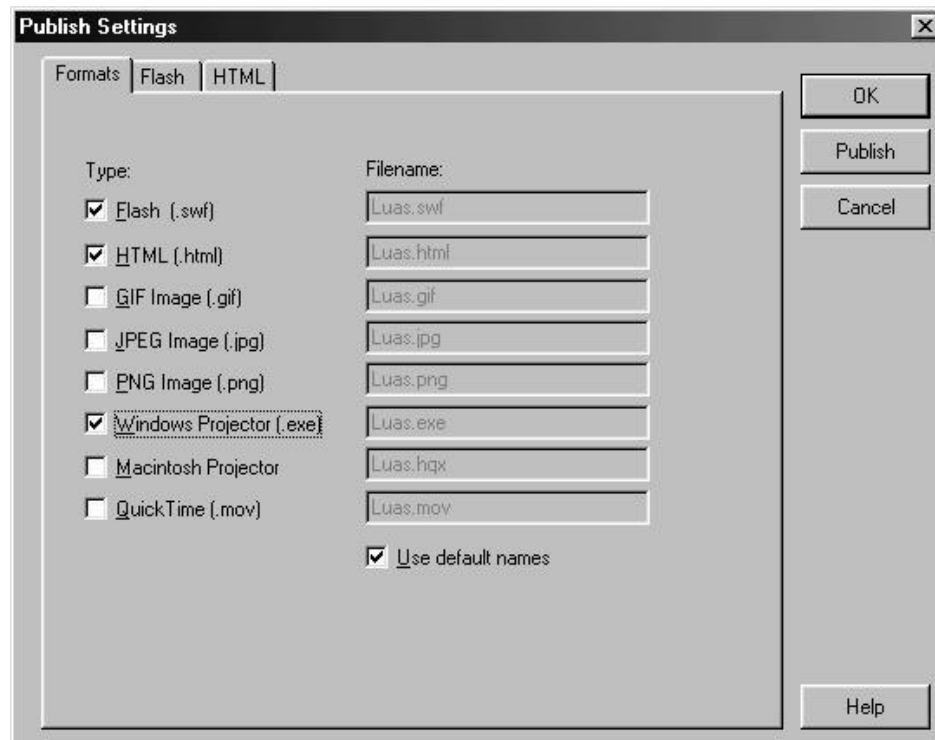 Publish Settings
Formats Flash HTML
OK
Publish
Cancel
Type: Filename:
Flash (.swf) Luas.swf
HTML (.html) Luas.html
GIF Image (.gif) Luas.gif
JPEG Image (.jpg) Luas.jpg
PNG Image (.png) Luas.png
Windows Projector (.exe) Luas.exe
Macintosh Projector Luas.hqx
QuickTime (.mov) Luas.mov
Use default names
Help